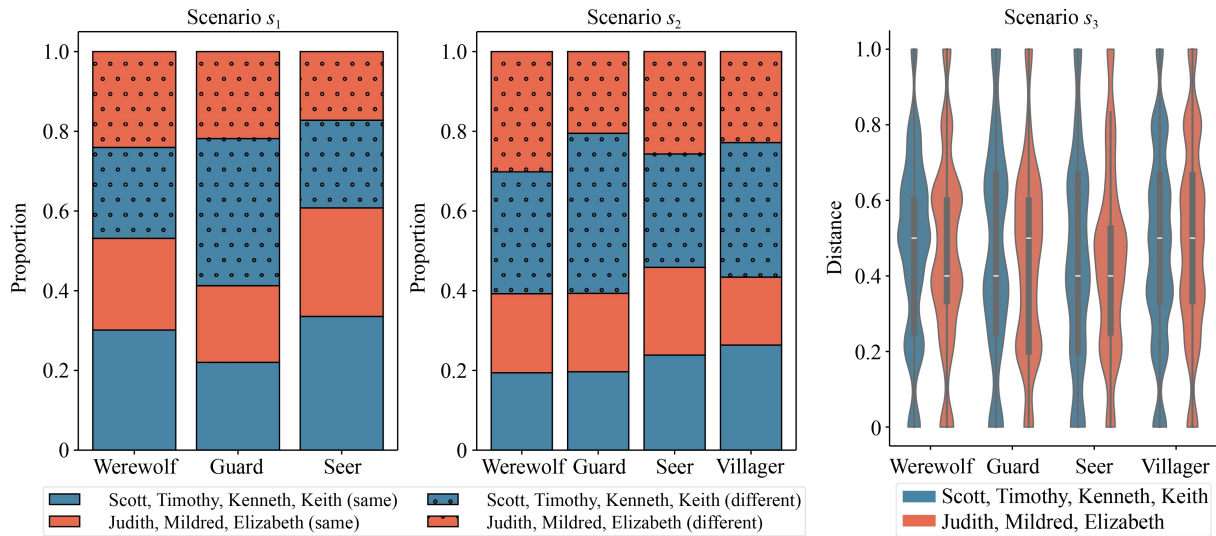 Scenario s1
Proportion
1.0
0.8
0.6
0.4
0.2
0
Werewolf Guard Seer
Scenario s2
Proportion
1.0
0.8
0.6
0.4
0.2
0
Werewolf Guard Seer Villager
Scott, Timothy, Kenneth, Keith (same)
Judith, Mildred, Elizabeth (same)
Scott, Timothy, Kenneth, Keith (different)
Judith, Mildred, Elizabeth (different)
Scenario s3
Distance
1.0
0.8
0.6
0.4
0.2
0
Werewolf Guard Seer Villager
Scott, Timothy, Kenneth, Keith
Judith, Mildred, Elizabeth